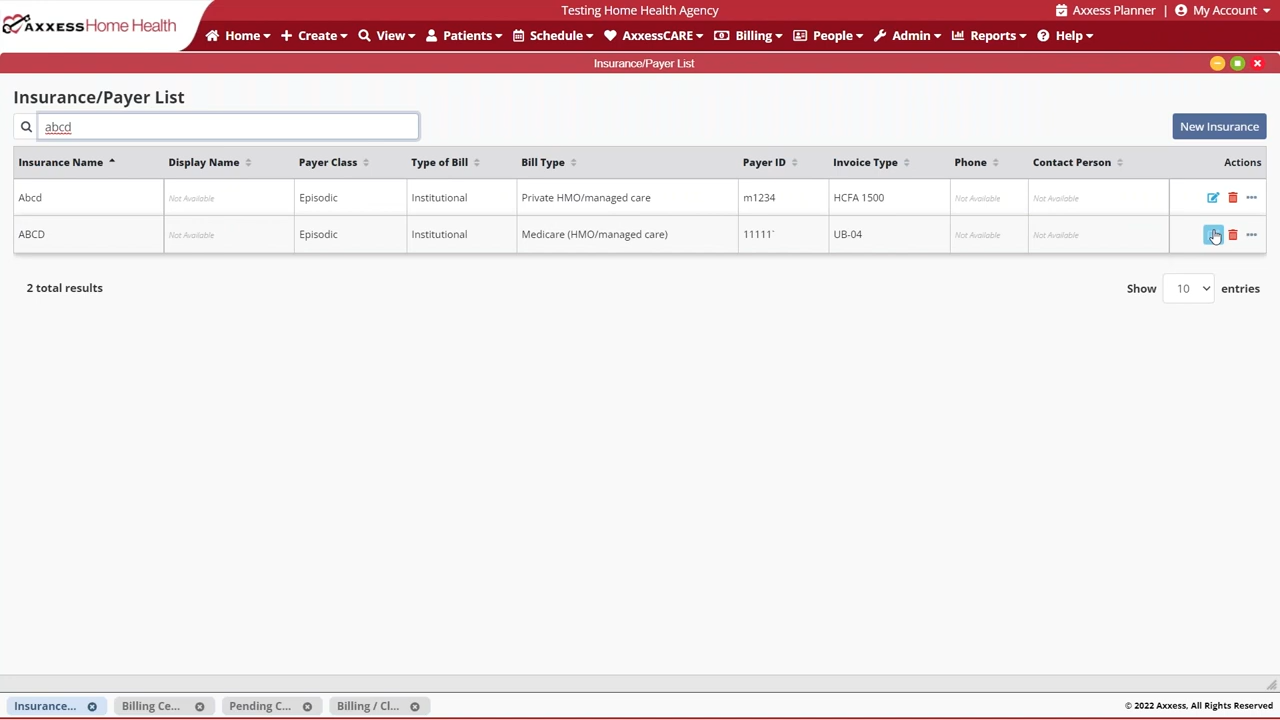 AXXESS Home Health
Testing Home Health Agency
Axxess Planner | My Account
Home Create View Patients Schedule AxxessCARE Billing People Admin Reports Help
Insurance/Payer List
Insurance/Payer List
abcd
New Insurance
Insurance Name Display Name Payer Class Type of Bill Bill Type Payer ID Invoice Type Phone Contact Person Actions
Abcd Not Available Episodic Institutional Private HMO/managed care m1234 HCFA 1500 Not Available Not Available
ABCD Not Available Episodic Institutional Medicare (HMO/managed care) 11111` UB-04 Not Available Not Available
2 total results
Show 10 entries
Insurance... Billing Ce... Pending C... Billing / Cl...
© 2022 Axxess, All Rights Reserved